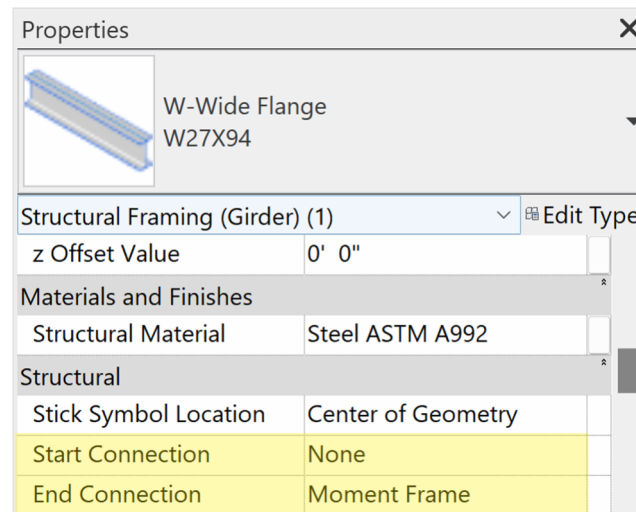 Properties
W-Wide Flange
W27X94
Structural Framing (Girder) (1)
Edit Type
z Offset Value 0' 0"
Materials and Finishes
Structural Material Steel ASTM A992
Structural
Stick Symbol Location Center of Geometry
Start Connection None
End Connection Moment Frame